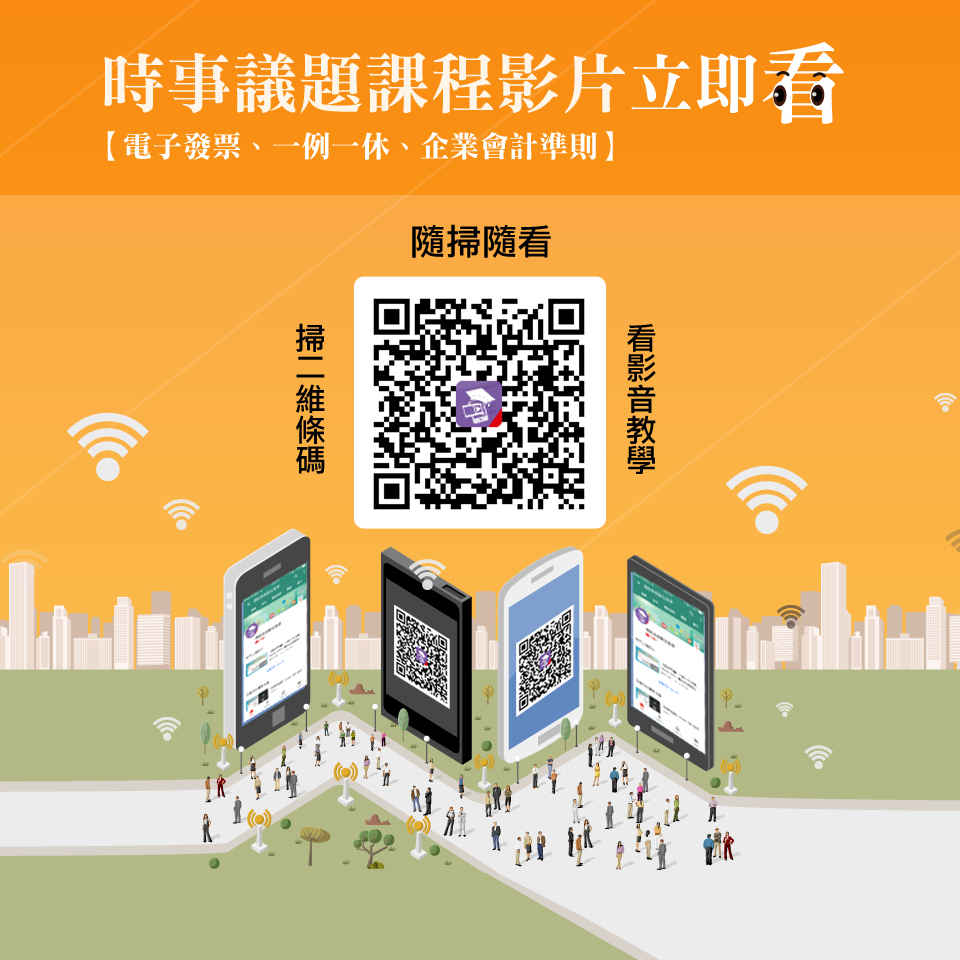 時事議題課程影片立即看
【電子發票、一例一休、企業會計準則】
隨掃隨看
掃二維條碼
看影音教學